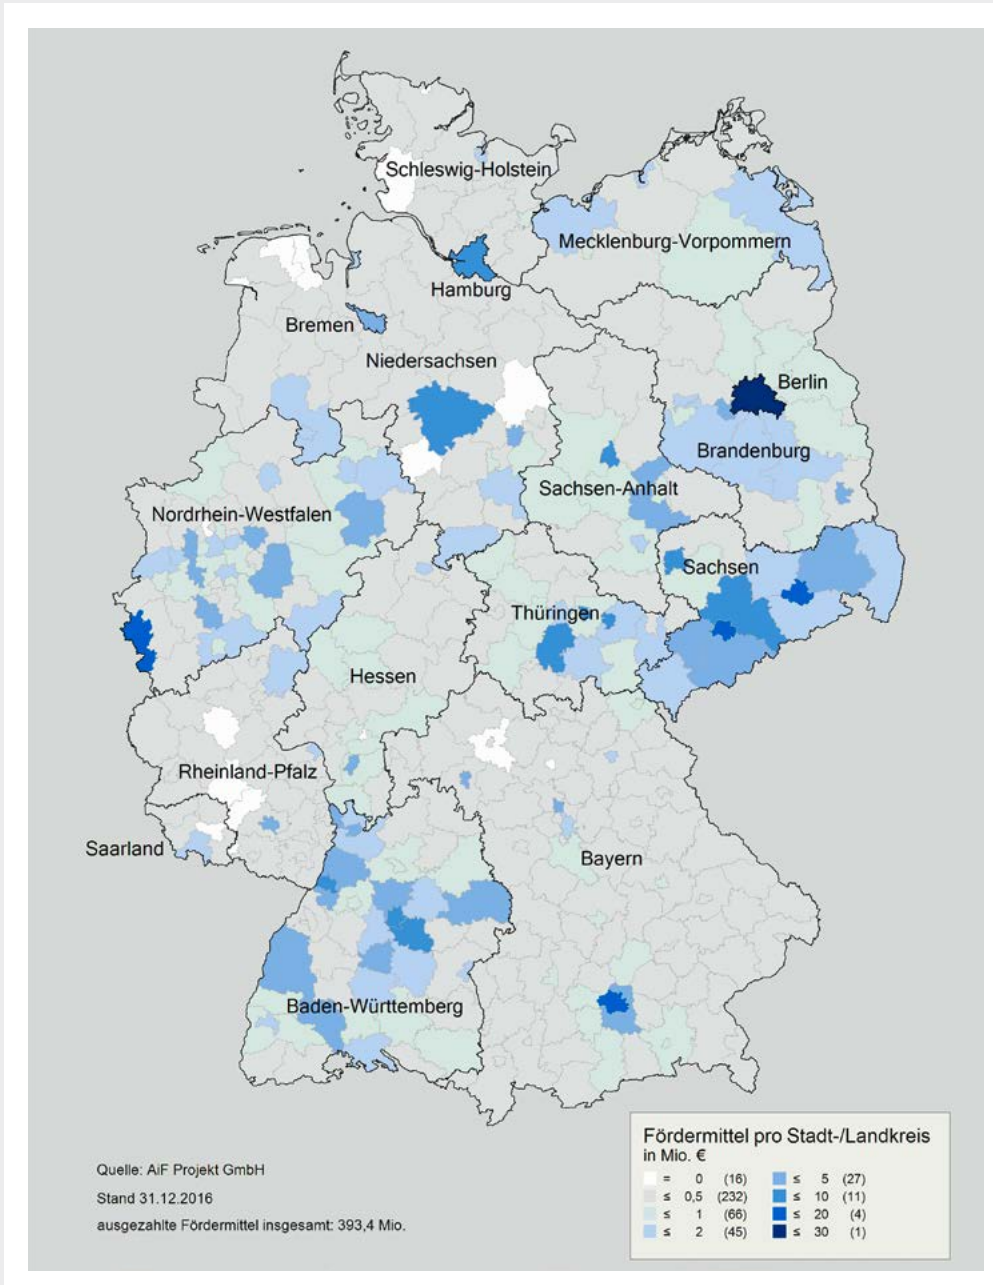 Schleswig-Holstein
Mecklenburg-Vorpommern
Hamburg
Bremen
Niedersachsen
Berlin
Brandenburg
Sachsen-Anhalt
Nordrhein-Westfalen
Sachsen
Thüringen
Hessen
Rheinland-Pfalz
Saarland
Bayern
Baden-Württemberg
Fördermittel pro Stadt-/Landkreis
in Mio. €
= 0 (16) ≤ 5 (27)
≤ 0,5 (232) ≤ 10 (11)
≤ 1 (66) ≤ 20 (4)
≤ 2 (45) ≤ 30 (1)
Quelle: AiF Projekt GmbH
Stand 31.12.2016
ausgezahlte Fördermittel insgesamt: 393,4 Mio.